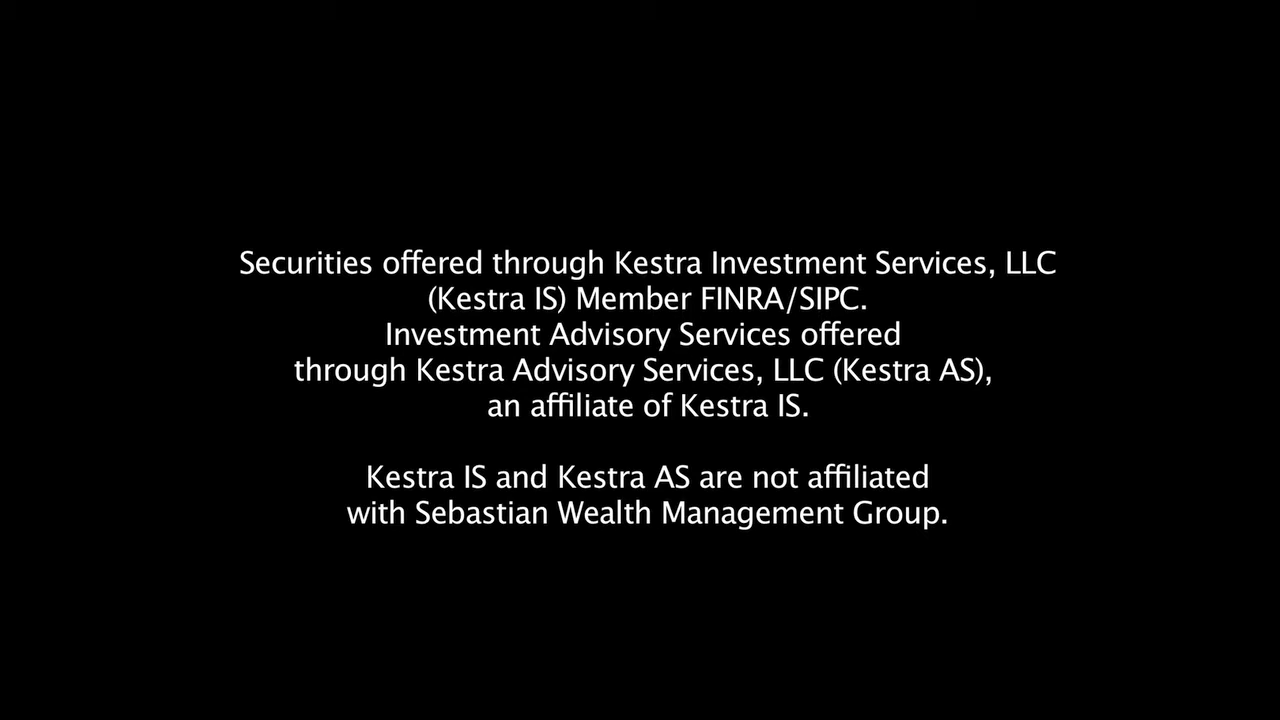 Securities offered through Kestra Investment Services, LLC
(Kestra IS) Member FINRA/SIPC.
Investment Advisory Services offered
through Kestra Advisory Services, LLC (Kestra AS),
an affiliate of Kestra IS.
Kestra IS and Kestra AS are not affiliated
with Sebastian Wealth Management Group.